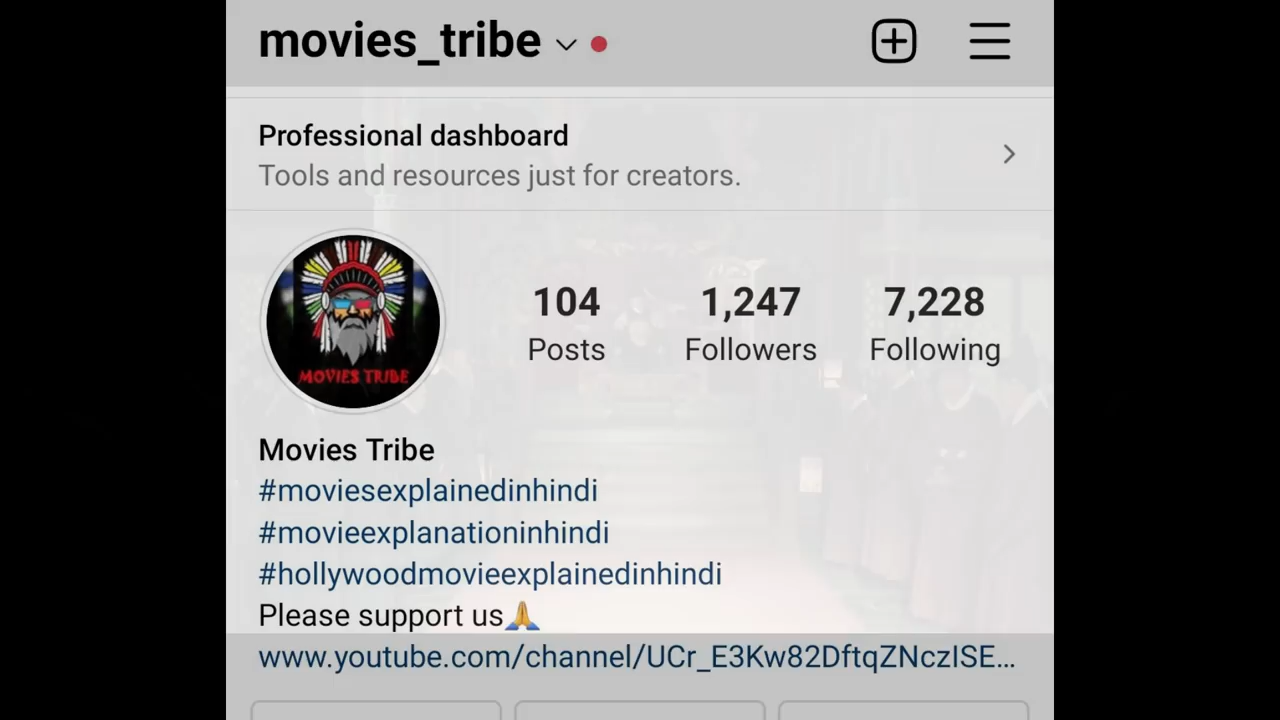 movies_tribe
Professional dashboard
Tools and resources just for creators.
MOVIES TRIBE
104 1,247 7,228
Posts Followers Following
Movies Tribe
#moviesexplainedinhindi
#movieexplanationinhindi
#hollywoodmovieexplainedinhindi
Please support us🙏
www.youtube.com/channel/UCr_E3Kw82DftqZNczISE...